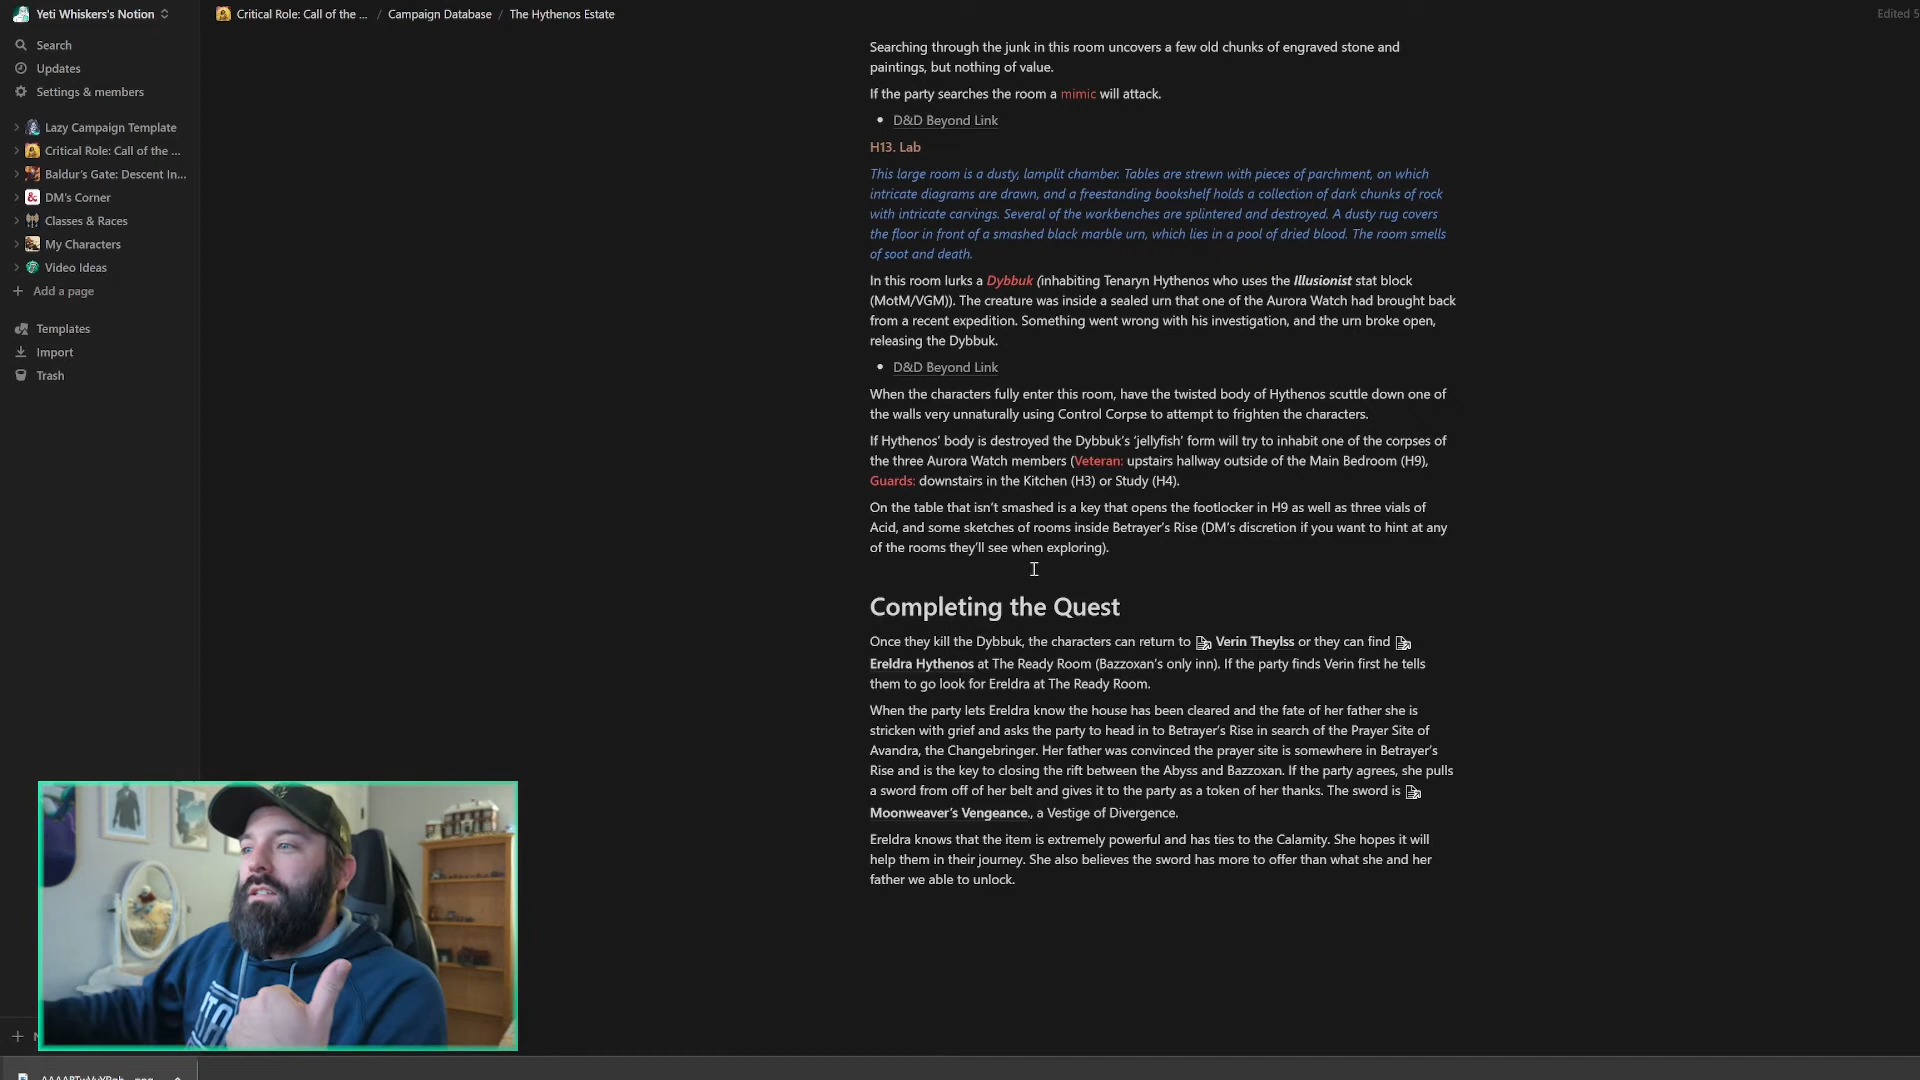 Yeti Whiskers's Notion
Critical Role: Call of the ... / Campaign Database / The Hythenos Estate
Edited 5
Search
Updates
Settings & members
Lazy Campaign Template
Critical Role: Call of the ...
Baldur's Gate: Descent In...
DM's Corner
Classes & Races
My Characters
Video Ideas
Add a page
Templates
Import
Trash
Searching through the junk in this room uncovers a few old chunks of engraved stone and
paintings, but nothing of value.
If the party searches the room a mimic will attack.
• D&D Beyond Link
H13. Lab
This large room is a dusty, lamplit chamber. Tables are strewn with pieces of parchment, on which
intricate diagrams are drawn, and a freestanding bookshelf holds a collection of dark chunks of rock
with intricate carvings. Several of the workbenches are splintered and destroyed. A dusty rug covers
the floor in front of a smashed black marble urn, which lies in a pool of dried blood. The room smells
of soot and death.
In this room lurks a Dybbuk (inhabiting Tenaryn Hythenos who uses the Illusionist stat block
(MotM/VGM)). The creature was inside a sealed urn that one of the Aurora Watch had brought back
from a recent expedition. Something went wrong with his investigation, and the urn broke open,
releasing the Dybbuk.
• D&D Beyond Link
When the characters fully enter this room, have the twisted body of Hythenos scuttle down one of
the walls very unnaturally using Control Corpse to attempt to frighten the characters.
If Hythenos' body is destroyed the Dybbuk's 'jellyfish' form will try to inhabit one of the corpses of
the three Aurora Watch members (Veteran: upstairs hallway outside of the Main Bedroom (H9),
Guards: downstairs in the Kitchen (H3) or Study (H4).
On the table that isn't smashed is a key that opens the footlocker in H9 as well as three vials of
Acid, and some sketches of rooms inside Betrayer's Rise (DM's discretion if you want to hint at any
of the rooms they'll see when exploring).
Completing the Quest
Once they kill the Dybbuk, the characters can return to Verin Theylss or they can find
Ereldra Hythenos at The Ready Room (Bazzoxan's only inn). If the party finds Verin first he tells
them to go look for Ereldra at The Ready Room.
When the party lets Ereldra know the house has been cleared and the fate of her father she is
stricken with grief and asks the party to head in to Betrayer's Rise in search of the Prayer Site of
Avandra, the Changebringer. Her father was convinced the prayer site is somewhere in Betrayer's
Rise and is the key to closing the rift between the Abyss and Bazzoxan. If the party agrees, she pulls
a sword from off of her belt and gives it to the party as a token of her thanks. The sword is
Moonweaver's Vengeance., a Vestige of Divergence.
Ereldra knows that the item is extremely powerful and has ties to the Calamity. She hopes it will
help them in their journey. She also believes the sword has more to offer than what she and her
father we able to unlock.